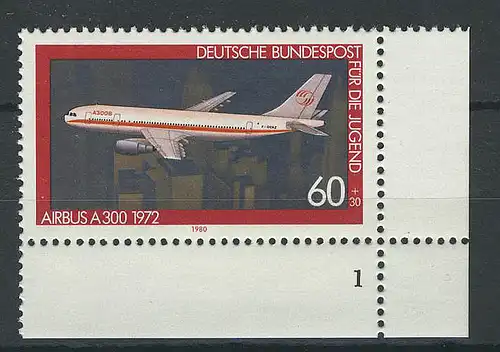 DEUTSCHE BUNDESPOST
FÜR DIE JUGEND
A300B
60
+30
AIRBUS A 300 1972
1980
1